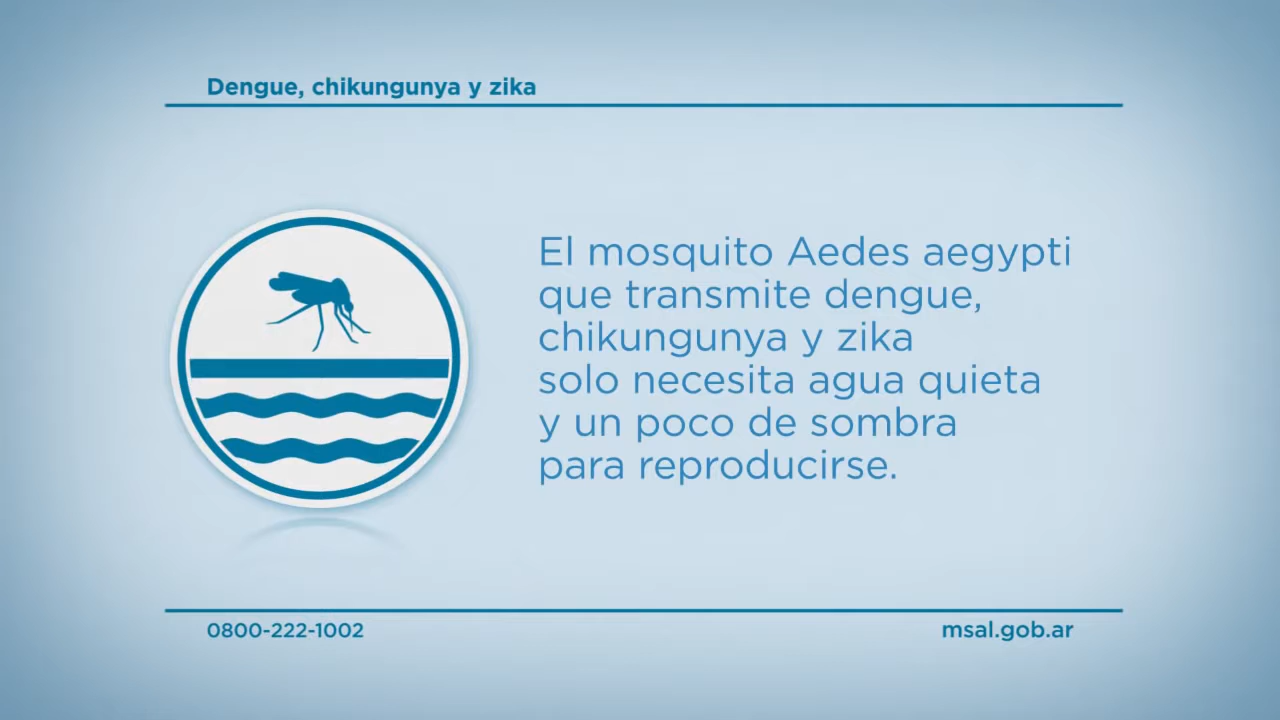 Dengue, chikungunya y zika
El mosquito Aedes aegypti
que transmite dengue,
chikungunya y zika
solo necesita agua quieta
y un poco de sombra
para reproducirse.
0800-222-1002
msal.gob.ar